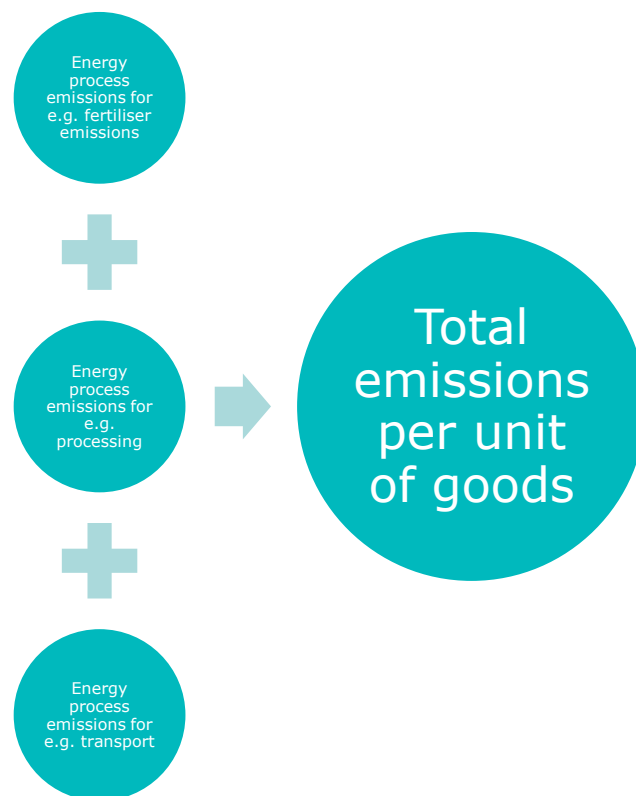 Energy
process
emissions for
e.g. fertiliser
emissions
Energy
process
emissions for
e.g.
processing
Energy
process
emissions for
e.g. transport
Total
emissions
per unit
of goods